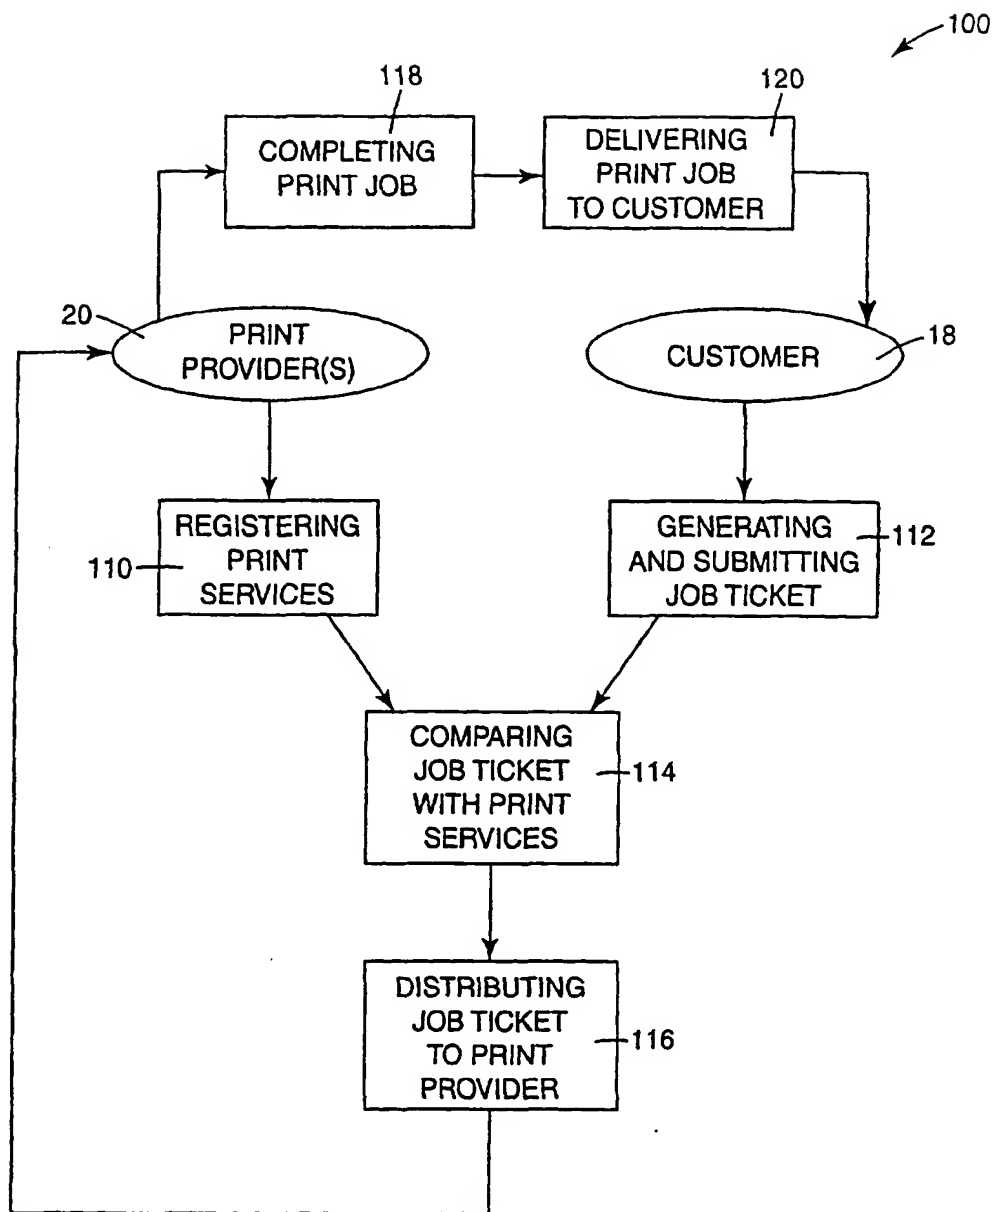 100
118
120
COMPLETING
PRINT JOB
DELIVERING
PRINT JOB
TO CUSTOMER
20
PRINT
PROVIDER(S)
CUSTOMER
18
REGISTERING
PRINT
SERVICES
110
GENERATING
AND SUBMITTING
JOB TICKET
112
COMPARING
JOB TICKET
WITH PRINT
SERVICES
114
DISTRIBUTING
JOB TICKET
TO PRINT
PROVIDER
116